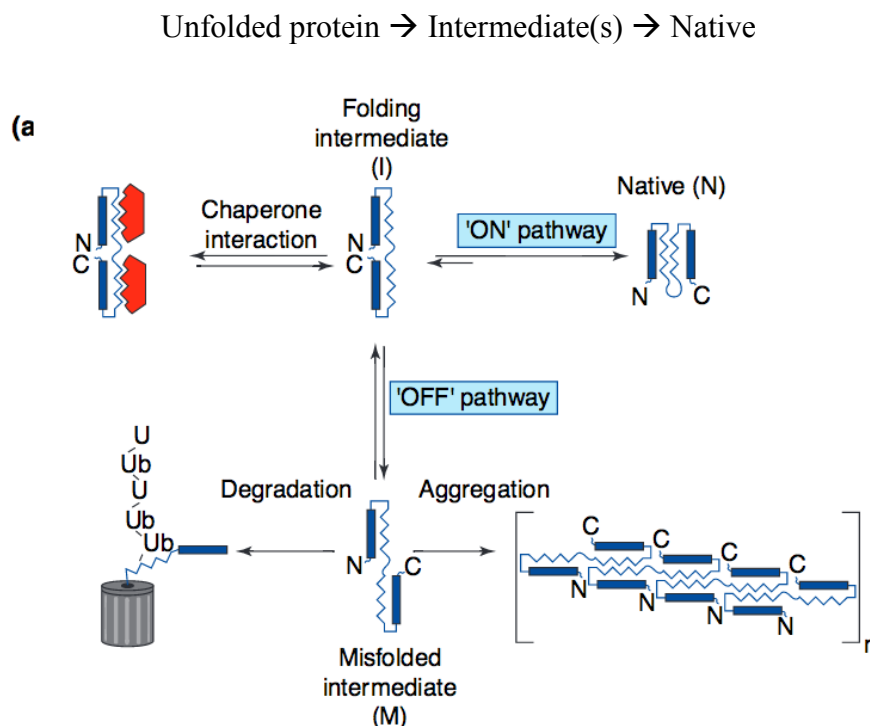 Unfolded protein → Intermediate(s) → Native
(a
Folding
intermediate
(I)
Native (N)
Chaperone
interaction
'ON' pathway
N
C
N
C
N
C
'OFF' pathway
U
Ub
U
Ub
Ub
Degradation
Aggregation
N
C
C
C
C
C
N
N
N
N
Misfolded
intermediate
(M)
n